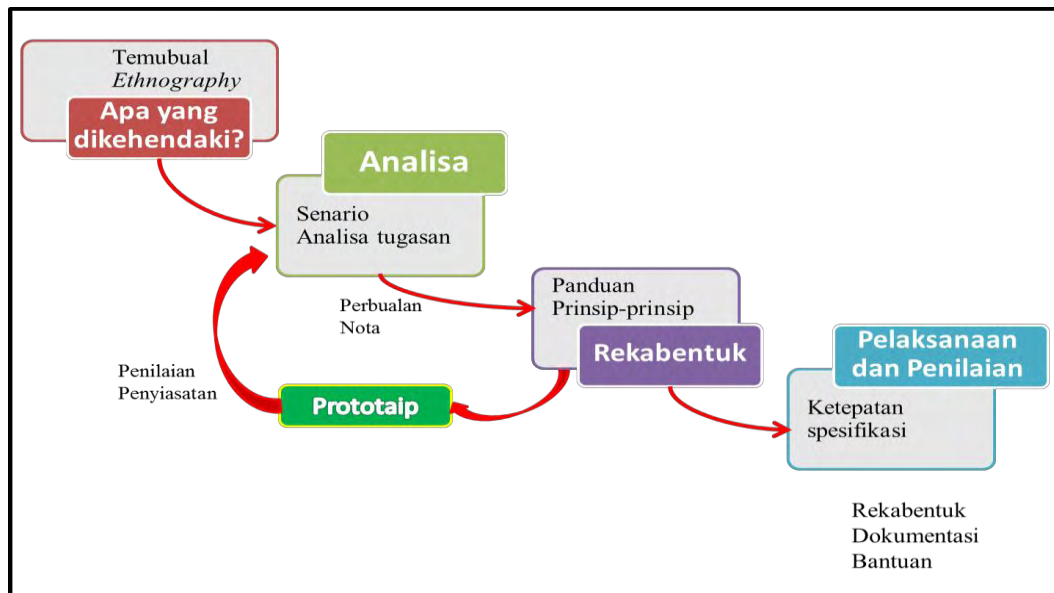 Temubual
Ethnography
Apa yang
dikehendaki?
Analisa
Senario
Analisa tugasan
Perbualan
Nota
Panduan
Prinsip-prinsip
Rekabentuk
Penilaian
Penyiasatan
Prototaip
Pelaksanaan
dan Penilaian
Ketepatan
spesifikasi
Rekabentuk
Dokumentasi
Bantuan